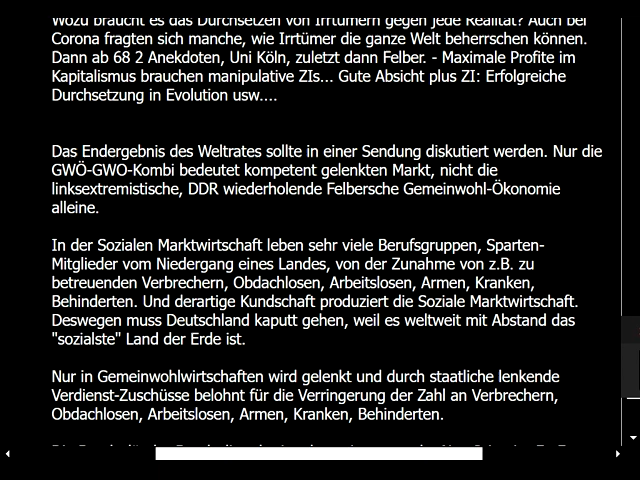 Wozu braucht es das Durchsetzen von Irrtümern gegen jede Realität? Auch bei
Corona fragten sich manche, wie Irrtümer die ganze Welt beherrschen können.
Dann ab 68 2 Anekdoten, Uni Köln, zuletzt dann Felber. - Maximale Profite im
Kapitalismus brauchen manipulative ZIs... Gute Absicht plus ZI: Erfolgreiche
Durchsetzung in Evolution usw....
Das Endergebnis des Weltrates sollte in einer Sendung diskutiert werden. Nur die
GWÖ-GWO-Kombi bedeutet kompetent gelenkten Markt, nicht die
linksextremistische, DDR wiederholende Felbersche Gemeinwohl-Ökonomie
alleine.
In der Sozialen Marktwirtschaft leben sehr viele Berufsgruppen, Sparten-
Mitglieder vom Niedergang eines Landes, von der Zunahme von z.B. zu
betreuenden Verbrechern, Obdachlosen, Arbeitslosen, Armen, Kranken,
Behinderten. Und derartige Kundschaft produziert die Soziale Marktwirtschaft.
Deswegen muss Deutschland kaputt gehen, weil es weltweit mit Abstand das
"sozialste" Land der Erde ist.
Nur in Gemeinwohlwirtschaften wird gelenkt und durch staatliche lenkende
Verdienst-Zuschüsse belohnt für die Verringerung der Zahl an Verbrechern,
Obdachlosen, Arbeitslosen, Armen, Kranken, Behinderten.